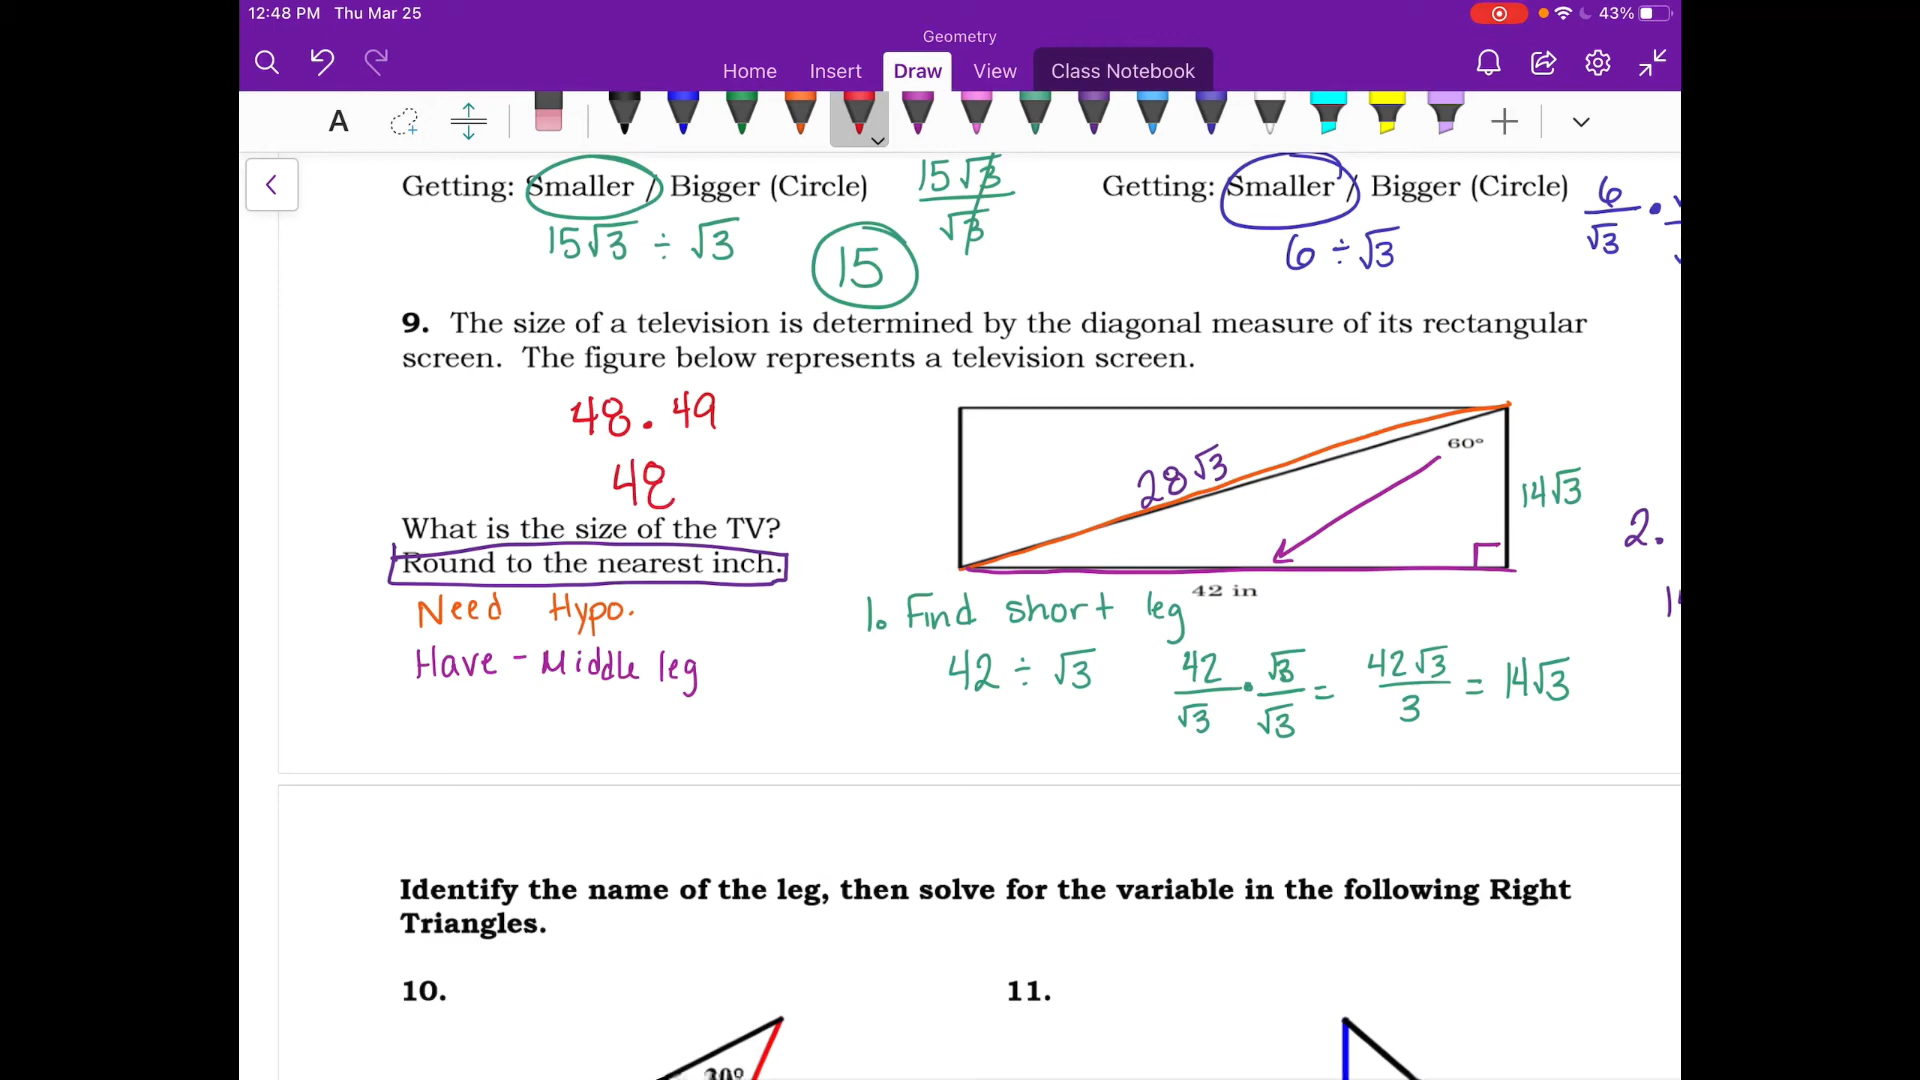 12:48 PM Thu Mar 25
43%
Geometry
Home Insert Draw View Class Notebook
A
Getting: Smaller / Bigger (Circle)
15√3 ÷ √3
15√3
√3
15
Getting: Smaller / Bigger (Circle)
6 ÷ √3
6
√3
9. The size of a television is determined by the diagonal measure of its rectangular
screen. The figure below represents a television screen.
48.49
48
28√3
60°
14√3
2.
What is the size of the TV?
Round to the nearest inch.
42 in
Need Hypo.
Have - Middle leg
1. Find short leg
42 ÷ √3
42/√3 · √3/√3 = 42√3/3 = 14√3
Identify the name of the leg, then solve for the variable in the following Right
Triangles.
10.
11.
30°